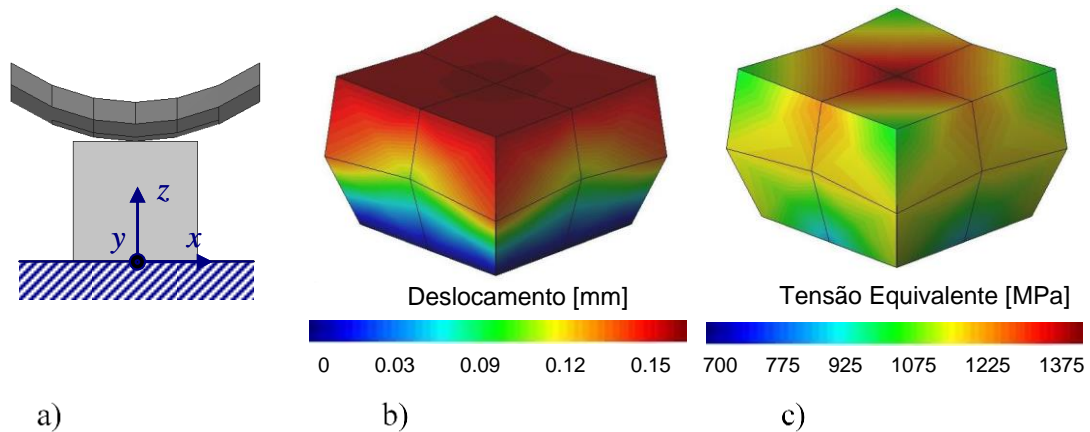 z
y
x
Deslocamento [mm]
0 0.03 0.09 0.12 0.15
Tensão Equivalente [MPa]
700 775 925 1075 1225 1375
a)
b)
c)